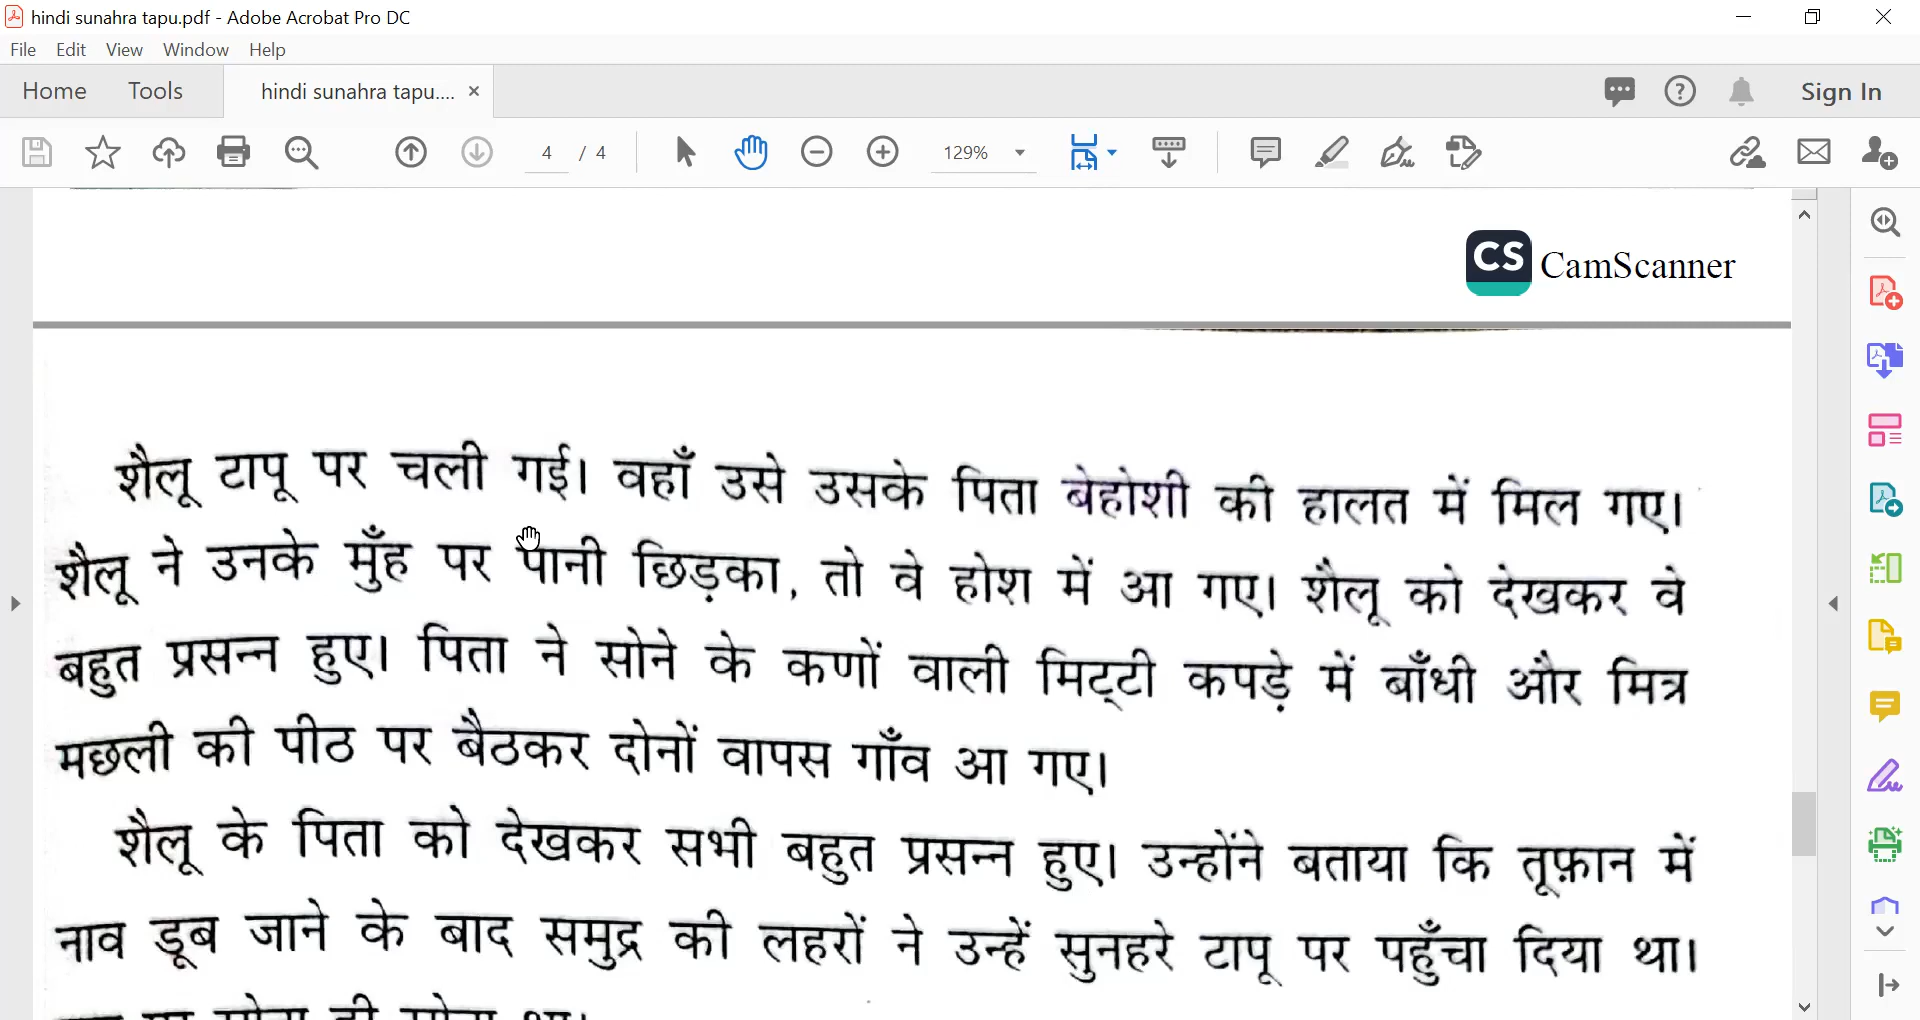 hindi sunahra tapu.pdf - Adobe Acrobat Pro DC
File Edit View Window Help
Home Tools hindi sunahra tapu.... × Sign In
4 / 4 129%
CS CamScanner
शैलू टापू पर चली गई। वहाँ उसे उसके पिता बेहोशी की हालत में मिल गए।
शैलू ने उनके मुँह पर पानी छिड़का, तो वे होश में आ गए। शैलू को देखकर वे
बहुत प्रसन्न हुए। पिता ने सोने के कणों वाली मिट्टी कपड़े में बाँधी और मित्र
मछली की पीठ पर बैठकर दोनों वापस गाँव आ गए।
शैलू के पिता को देखकर सभी बहुत प्रसन्न हुए। उन्होंने बताया कि तूफ़ान में
नाव डूब जाने के बाद समुद्र की लहरों ने उन्हें सुनहरे टापू पर पहुँचा दिया था।